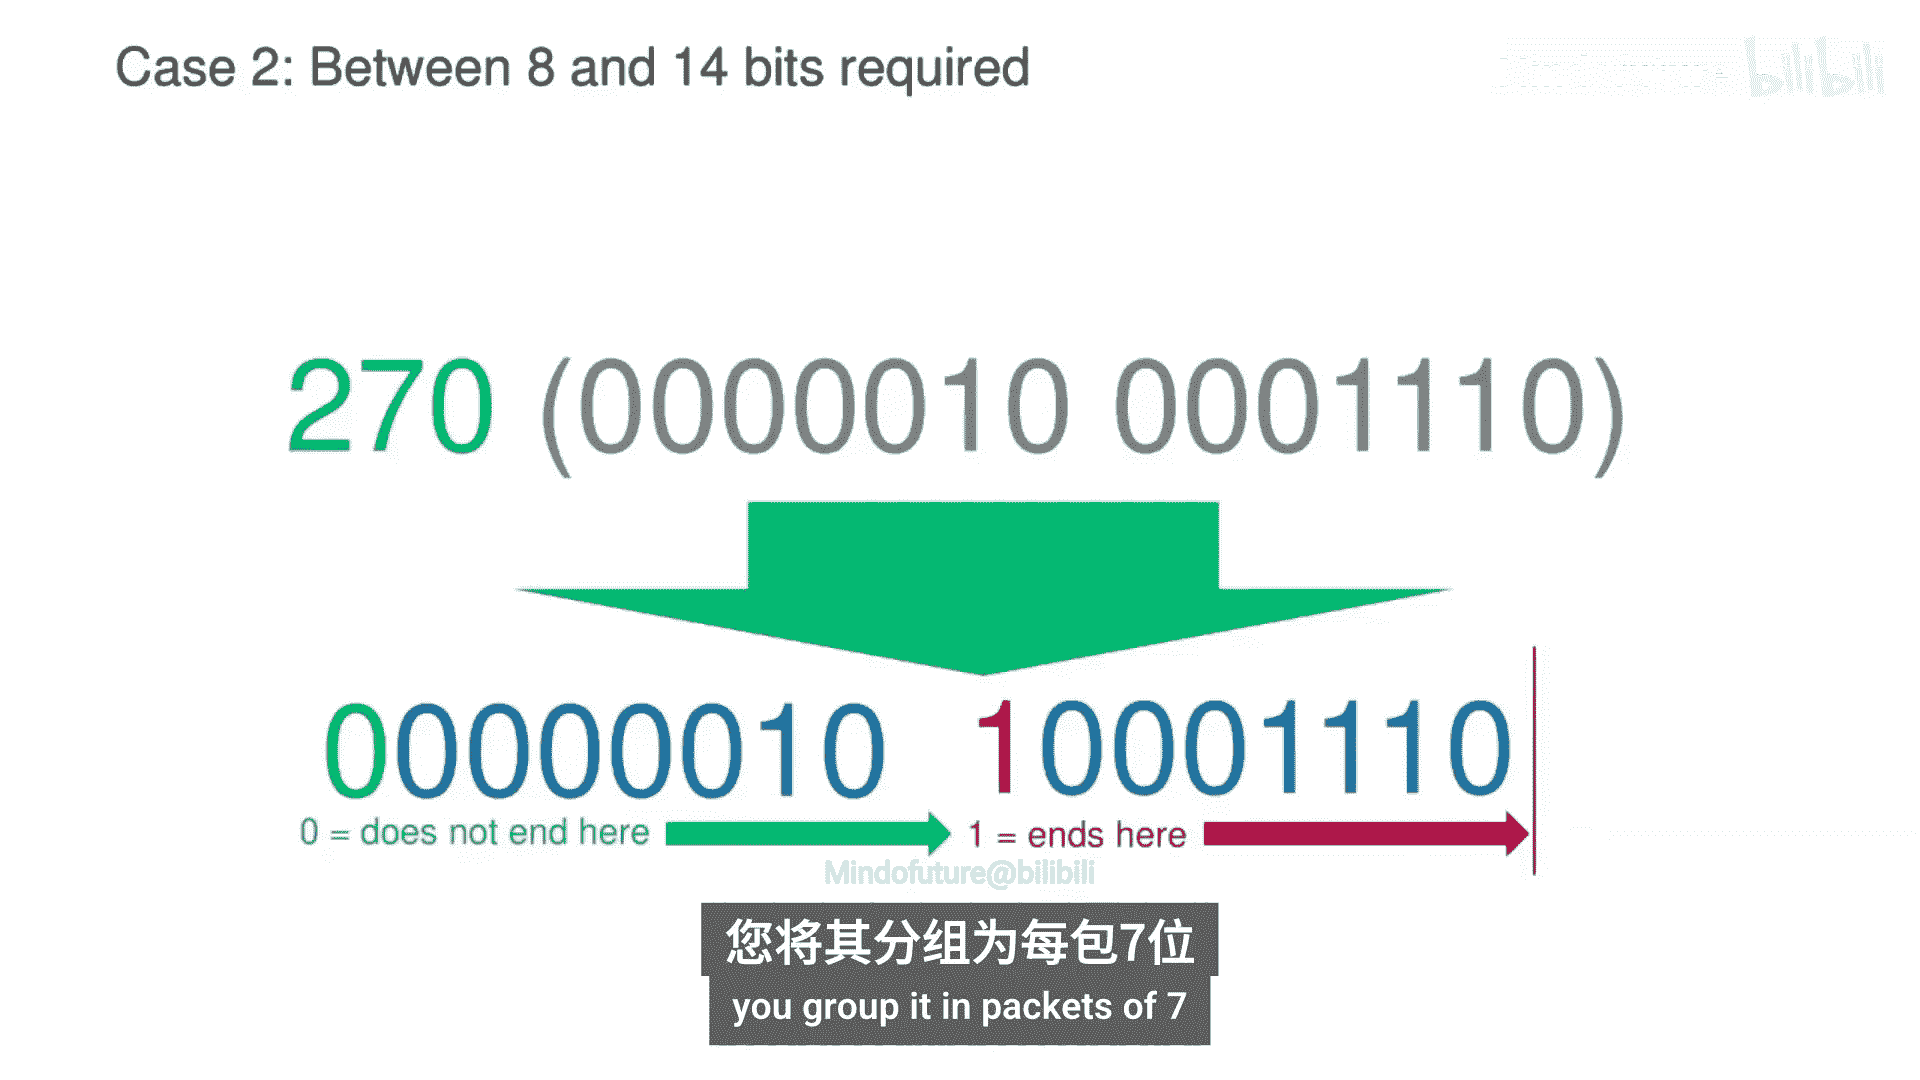 Case 2: Between 8 and 14 bits required
bilibili
270 (0000010 0001110)
00000010 10001110
0 = does not end here 1 = ends here
Mindofuture@bilibili
您将其分组为每包7位
you group it in packets of 7